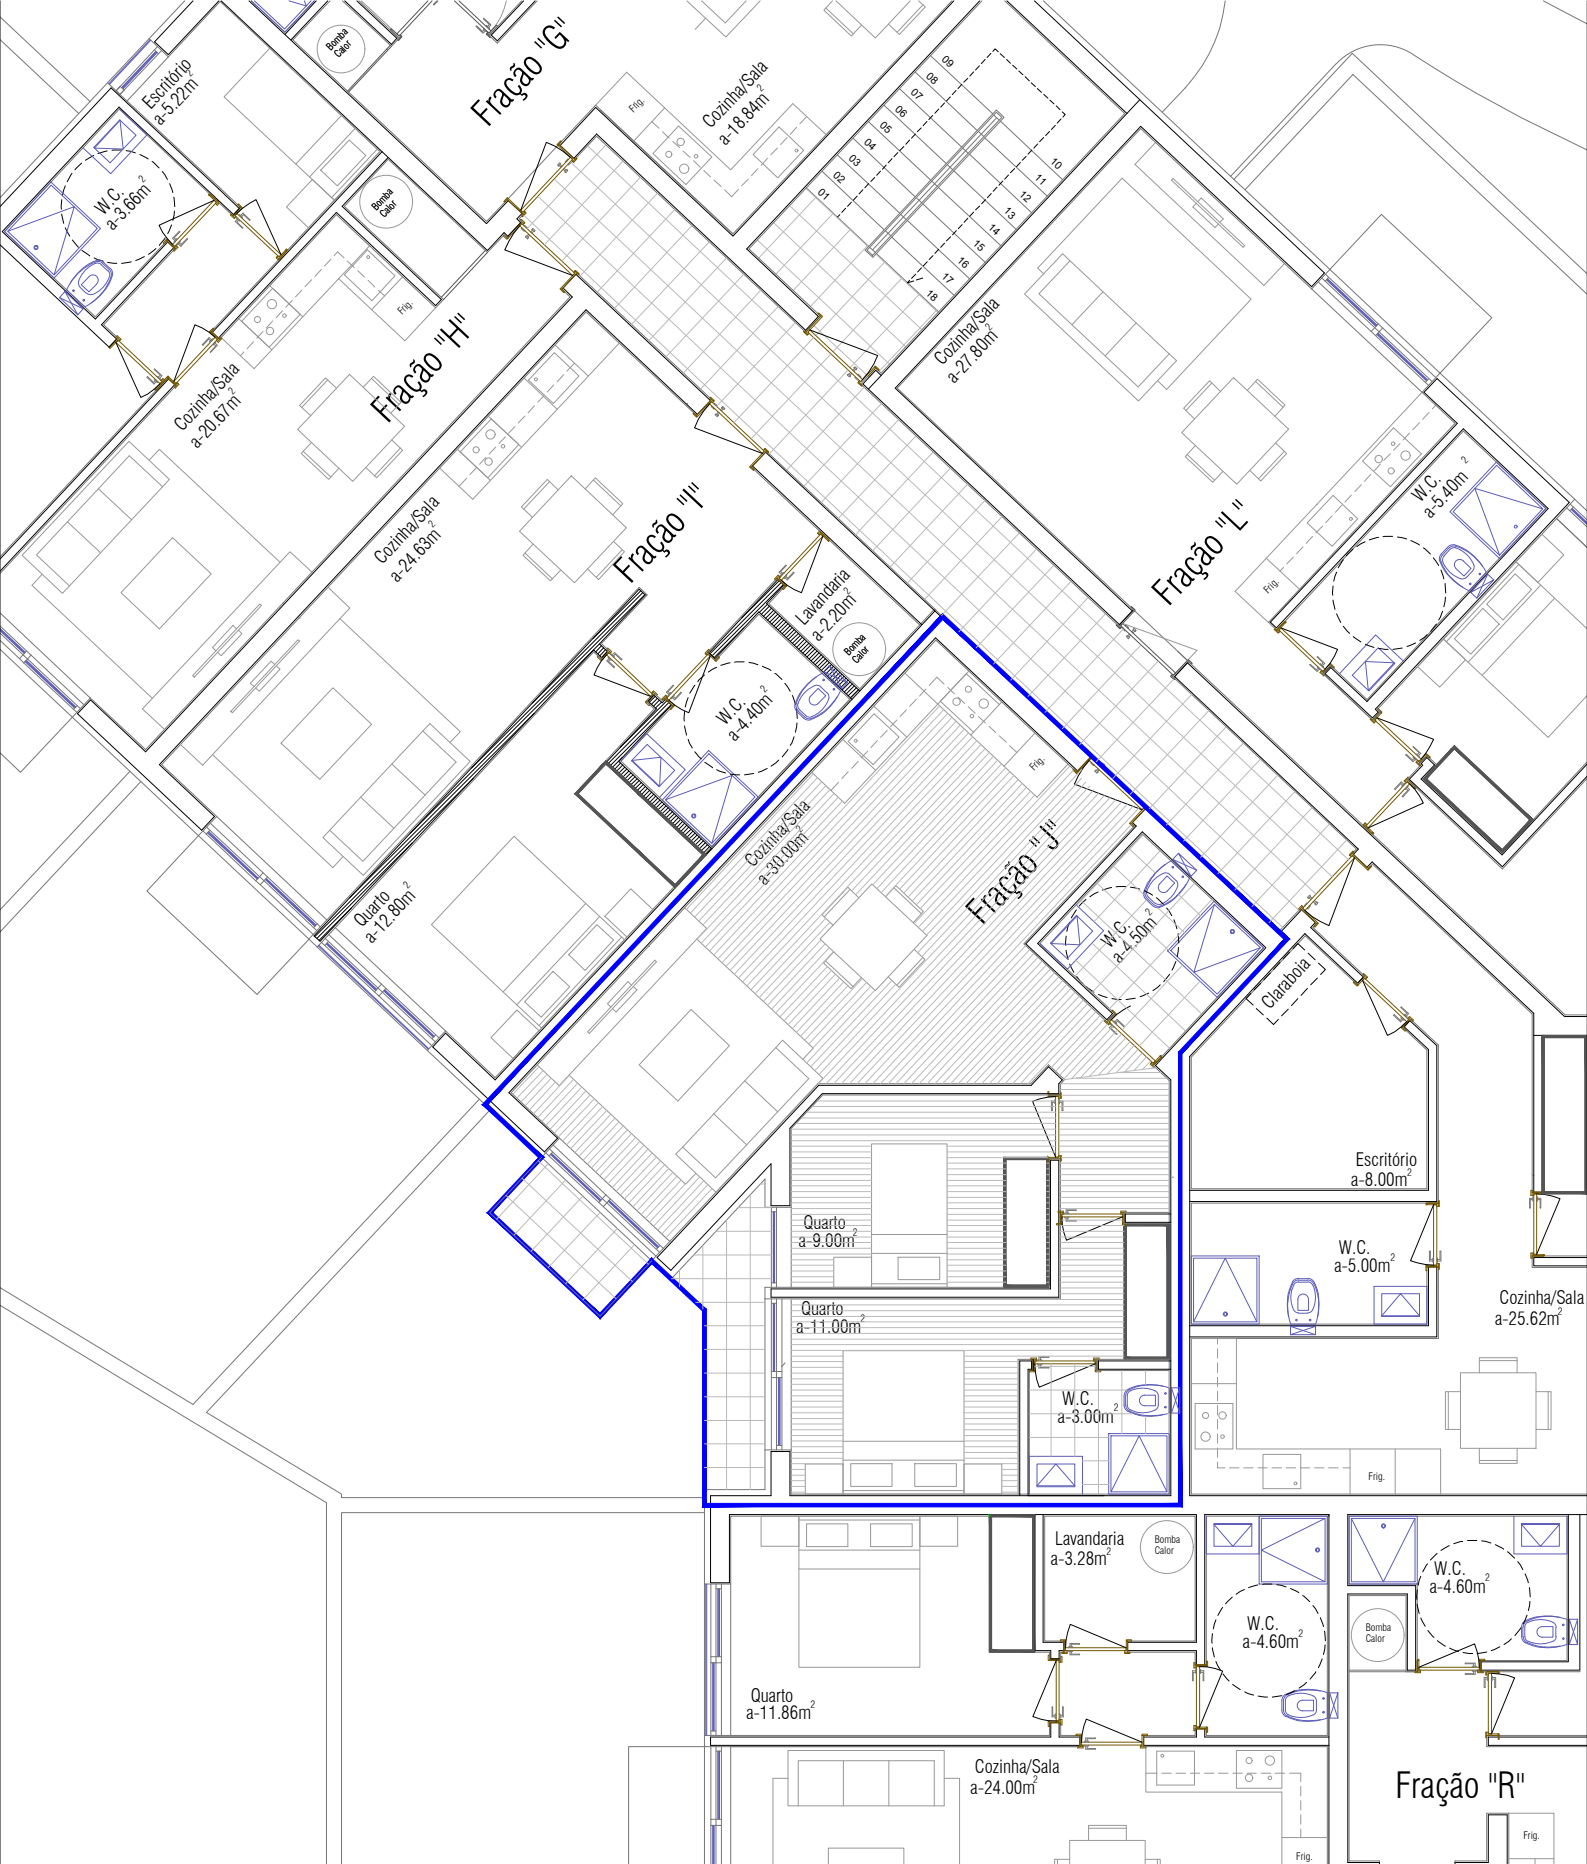 Bomba
Calor
Fração "G"
Escritório
a-5.22m²
Frig.
Cozinha/Sala
a-18.84m²
09
08
07
06
05
04
03
02
01
10
11
12
13
14
15
16
17
18
W.C.
a-3.66m²
Bomba
Calor
Frig.
Fração "H"
Cozinha/Sala
a-20.67m²
Cozinha/Sala
a-27.80m²
Fração "L"
Frig.
W.C.
a-5.40m²
Cozinha/Sala
a-24.63m²
Fração "I"
Lavandaria
a-2.20m²
Bomba
Calor
W.C.
a-4.40m²
Quarto
a-12.80m²
Frig.
Cozinha/Sala
a-30.00m²
Fração "J"
W.C.
a-4.50m²
Claraboia
Escritório
a-8.00m²
Quarto
a-9.00m²
W.C.
a-5.00m²
Cozinha/Sala
a-25.62m²
Quarto
a-11.00m²
W.C.
a-3.00m²
Frig.
Lavandaria
a-3.28m²
Bomba
Calor
W.C.
a-4.60m²
W.C.
a-4.60m²
Bomba
Calor
Quarto
a-11.86m²
Cozinha/Sala
a-24.00m²
Fração "R"
Frig.
Frig.